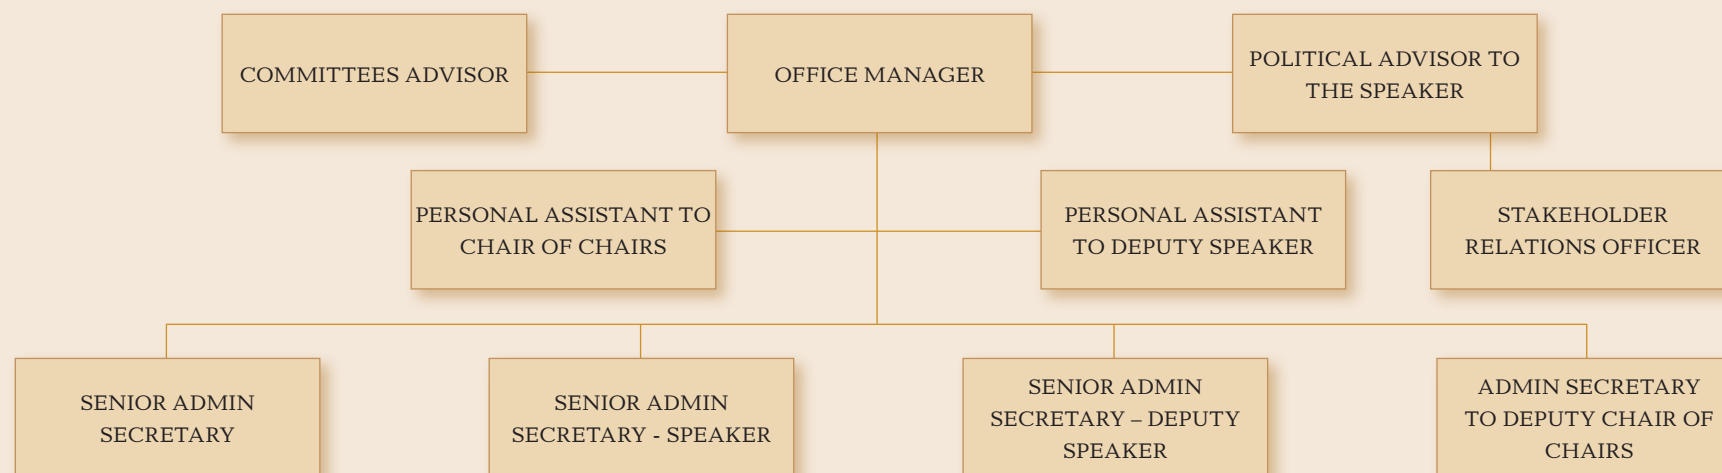 COMMITTEES ADVISOR
OFFICE MANAGER
POLITICAL ADVISOR TO
THE SPEAKER
PERSONAL ASSISTANT TO
CHAIR OF CHAIRS
PERSONAL ASSISTANT
TO DEPUTY SPEAKER
STAKEHOLDER
RELATIONS OFFICER
SENIOR ADMIN
SECRETARY
SENIOR ADMIN
SECRETARY - SPEAKER
SENIOR ADMIN
SECRETARY – DEPUTY
SPEAKER
ADMIN SECRETARY
TO DEPUTY CHAIR OF
CHAIRS